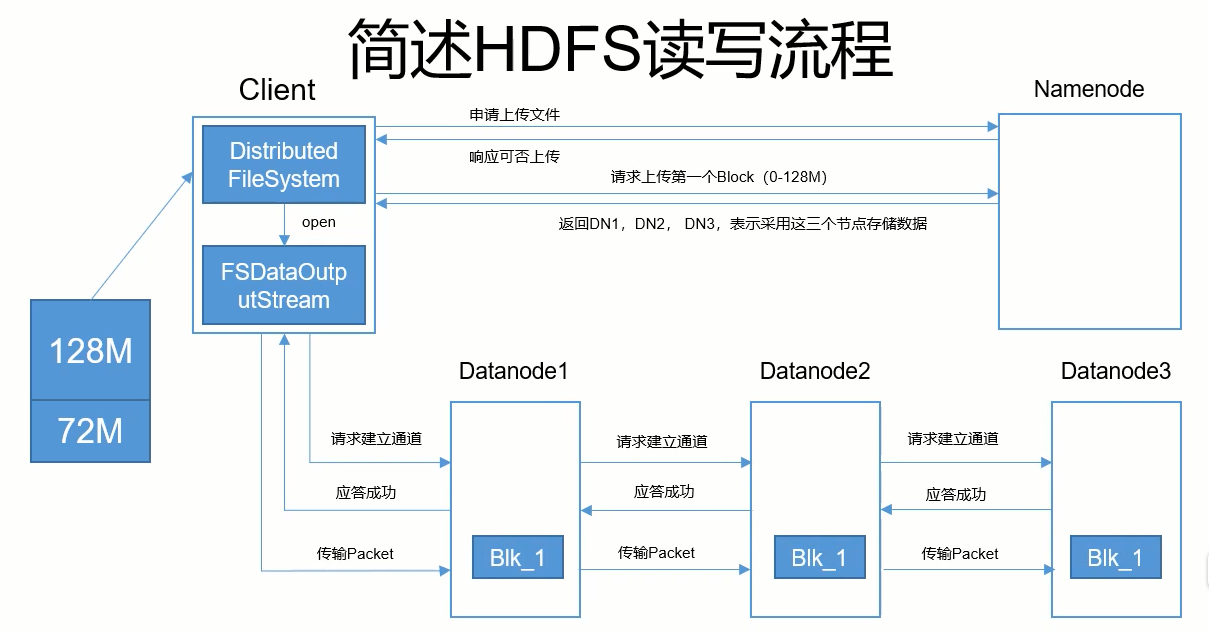 简述HDFS读写流程
Client
Namenode
申请上传文件
Distributed
FileSystem
响应可否上传
请求上传第一个Block（0-128M）
open
返回DN1，DN2， DN3，表示采用这三个节点存储数据
FSDataOutp
utStream
128M
72M
Datanode1
Datanode2
Datanode3
请求建立通道
请求建立通道
请求建立通道
应答成功
应答成功
应答成功
传输Packet
传输Packet
传输Packet
Blk_1
Blk_1
Blk_1